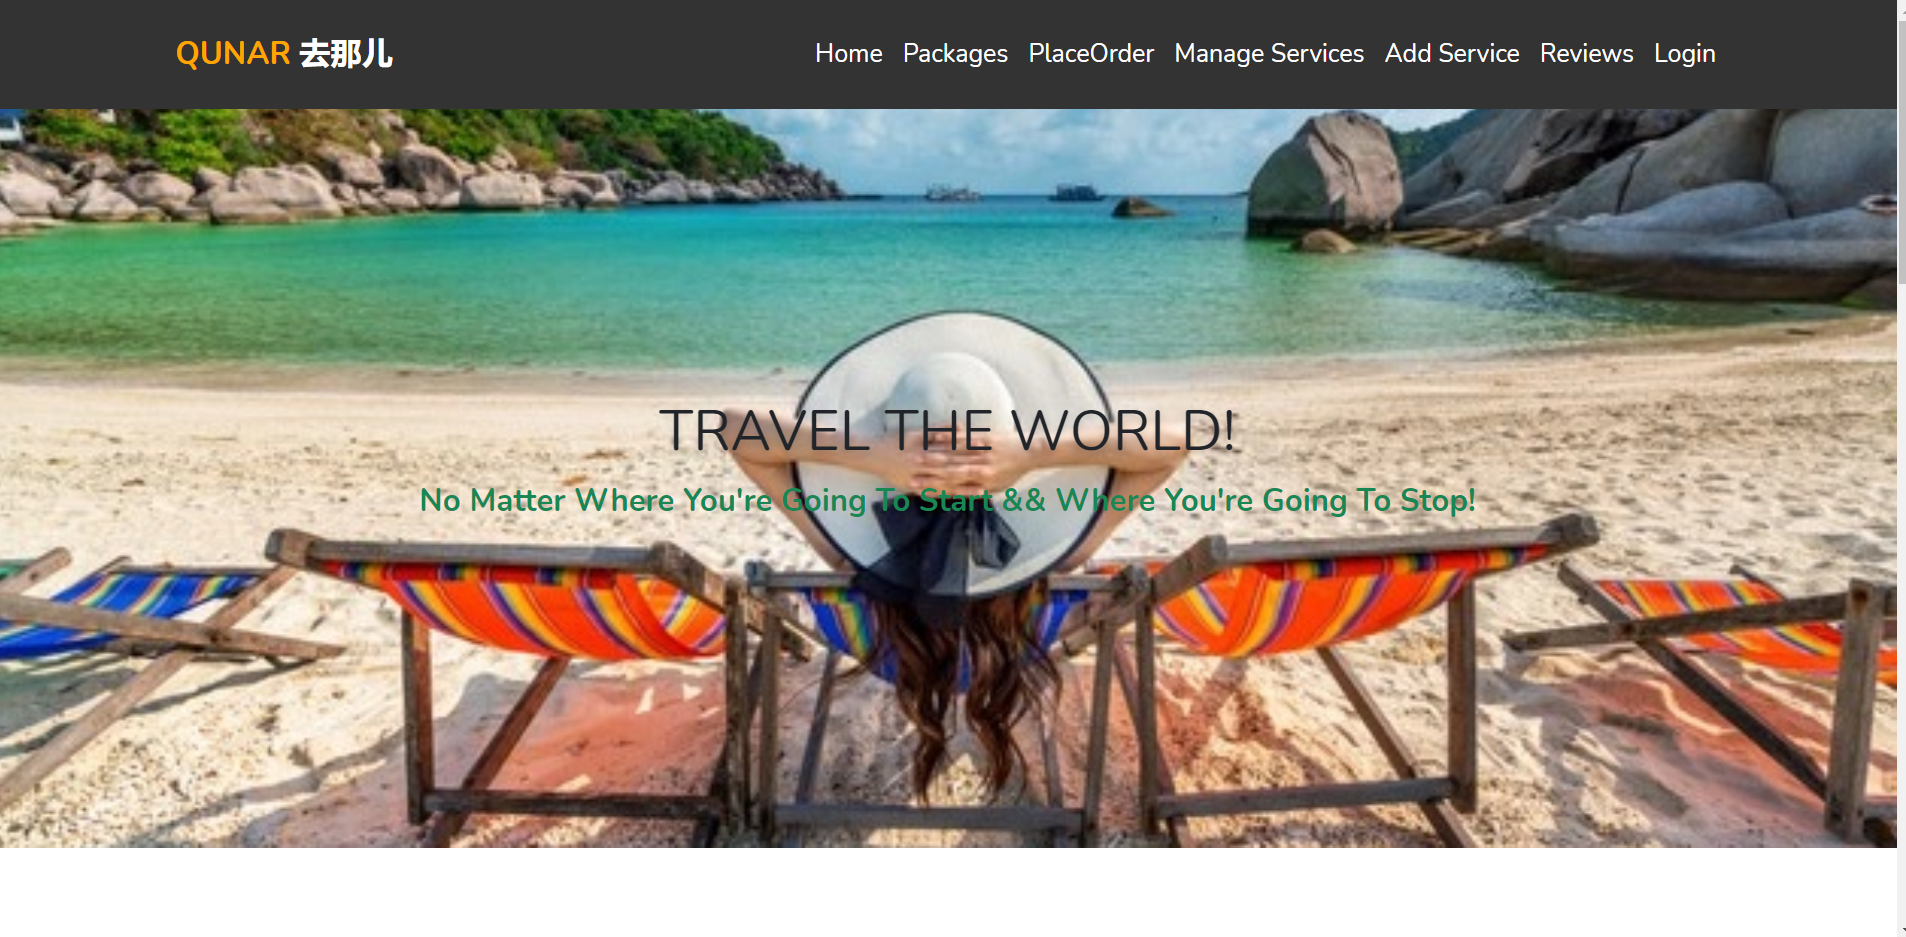 QUNAR 去那儿
Home Packages PlaceOrder Manage Services Add Service Reviews Login
TRAVEL THE WORLD!
No Matter Where You're Going To Start && Where You're Going To Stop!